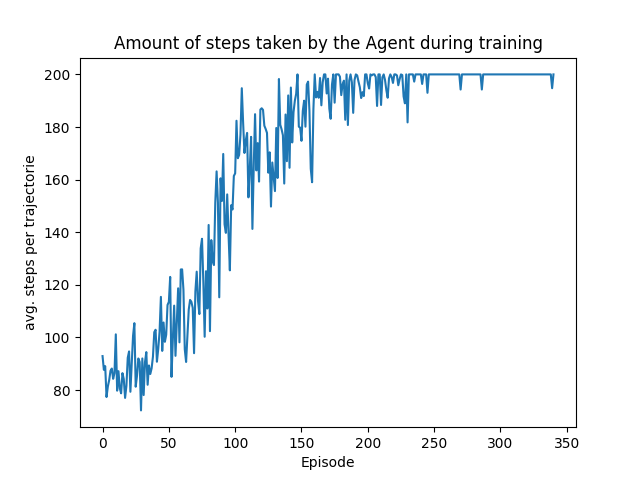 Amount of steps taken by the Agent during training
avg. steps per trajectorie
200
180
160
140
120
100
80
0 50 100 150 200 250 300 350
Episode